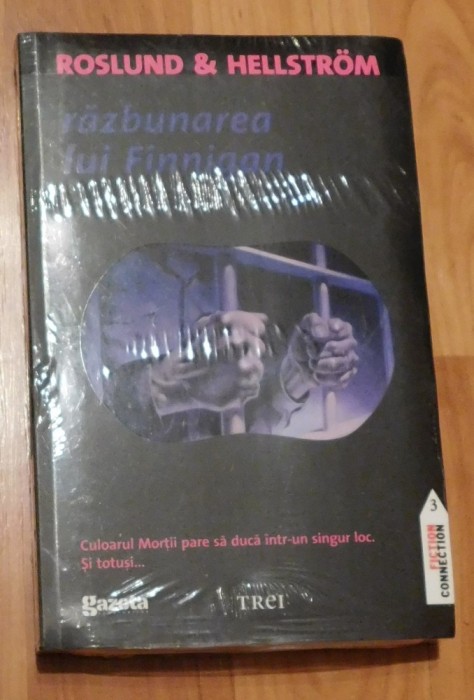 ROSLUND & HELLSTRÖM
răzbunarea
lui Finnigan
Culoarul Morții pare să ducă într-un singur loc.
Și totuși...
3
FICTION
CONNECTION
gazeta
TREI